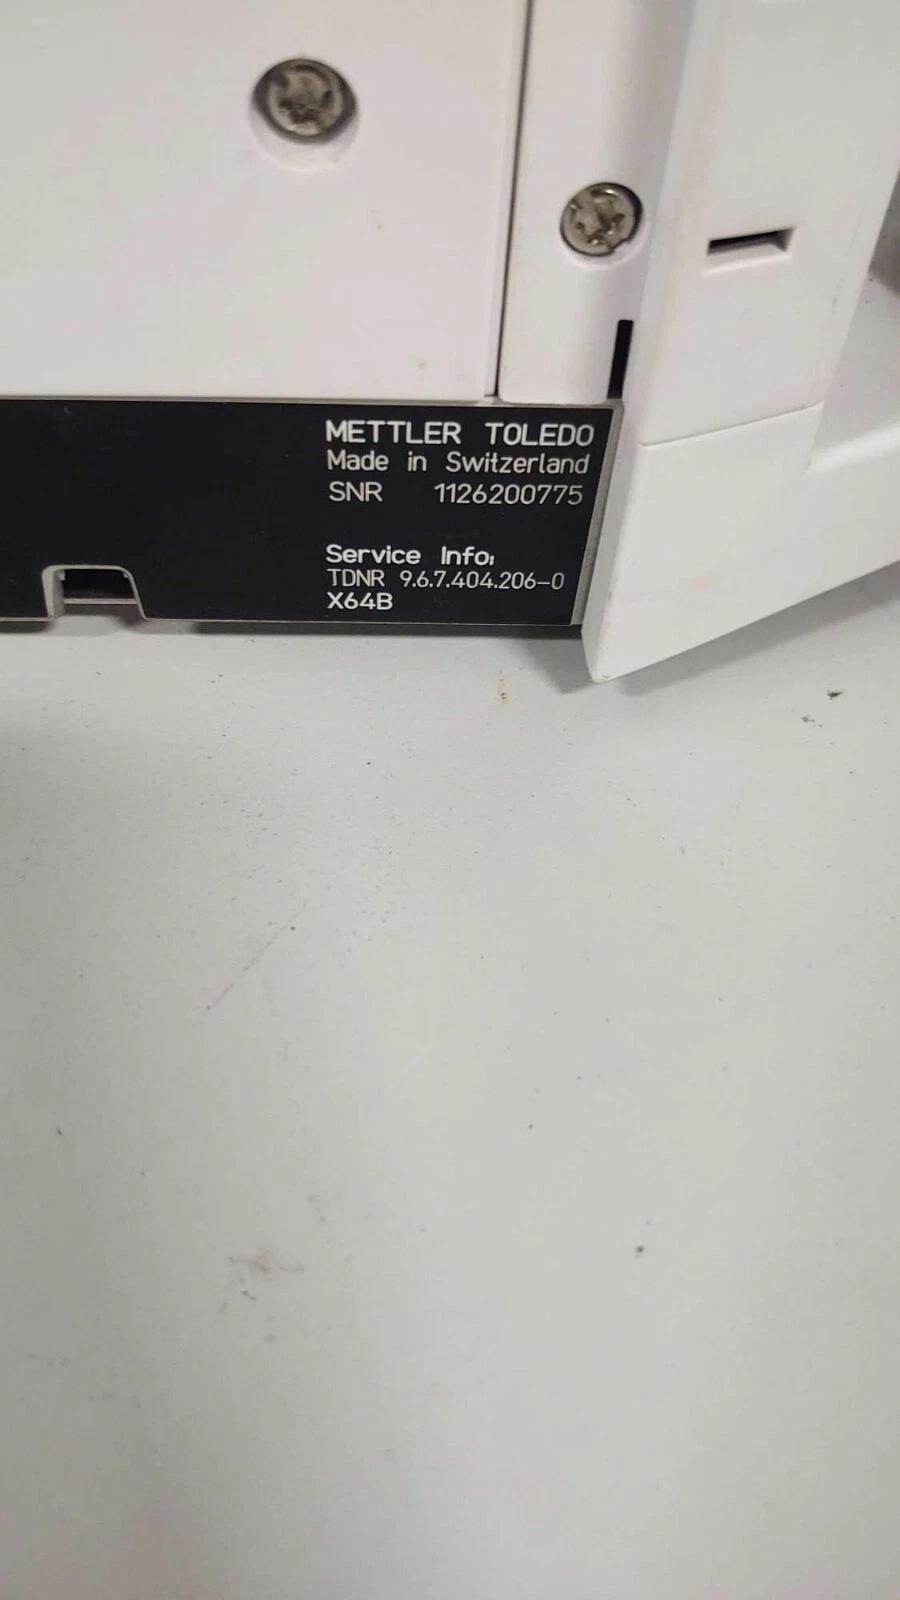 METTLER TOLEDO
Made in Switzerland
SNR 1126200775
Service Info:
TDNR 9.6.7.404.206-0
X64B